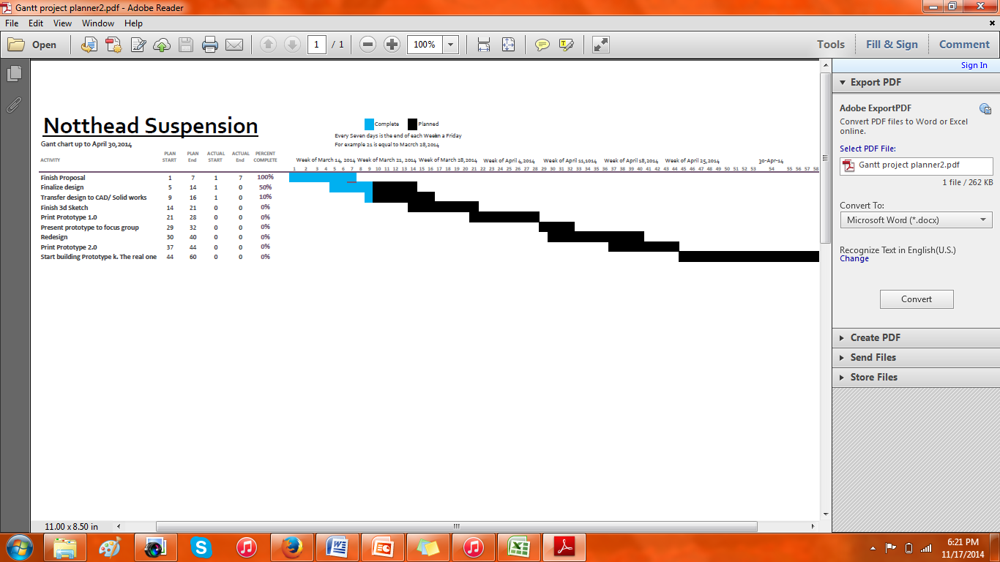 Gantt project planner2.pdf - Adobe Reader
File Edit View Window Help
Open 1 / 1 100% Tools Fill & Sign Comment
Sign In
Export PDF
Adobe ExportPDF
Convert PDF files to Word or Excel
online.
Select PDF File:
Gantt project planner2.pdf
1 file / 262 KB
Convert To:
Microsoft Word (*.docx)
Recognize Text in English(U.S.)
Change
Convert
Create PDF
Send Files
Store Files
Notthead Suspension
Gant chart up to April 30,2014
Complete Planned
Every Seven days is the end of each Week in a Friday
For example 21 is equal to Macrch 28,2014
ACTIVITY PLAN START PLAN End ACTUAL START ACTUAL End PERCENT COMPLETE
Week of March 14, 2014 Week of March 21, 2014 Week of March 28, 2014 Week of April 4,2014 Week of April 11,1014 Week of April 18,2014 Week of April 25,2014 30-Apr-14
1 2 3 4 5 6 7 8 9 10 11 12 13 14 15 16 17 18 19 20 21 22 23 24 25 26 27 28 29 30 31 32 33 34 35 36 37 38 39 40 41 42 43 44 45 46 47 48 49 50 51 52 53 54 55 56 57 58
Finish Proposal 1 7 1 7 100%
Finalize design 5 14 1 0 50%
Transfer design to CAD/ Solid works 9 16 1 0 10%
Finish 3d Sketch 14 21 0 0 0%
Print Prototype 1.0 21 28 0 0 0%
Present prototype to focus group 29 32 0 0 0%
Redesign 30 40 0 0 0%
Print Prototype 2.0 37 44 0 0 0%
Start building Prototype k. The real one 44 60 0 0 0%
11.00 x 8.50 in
6:21 PM
11/17/2014